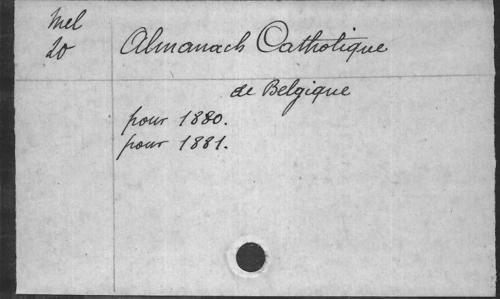 Mel
20
Almanach Catholique
de Belgique
pour 1880.
pour 1881.